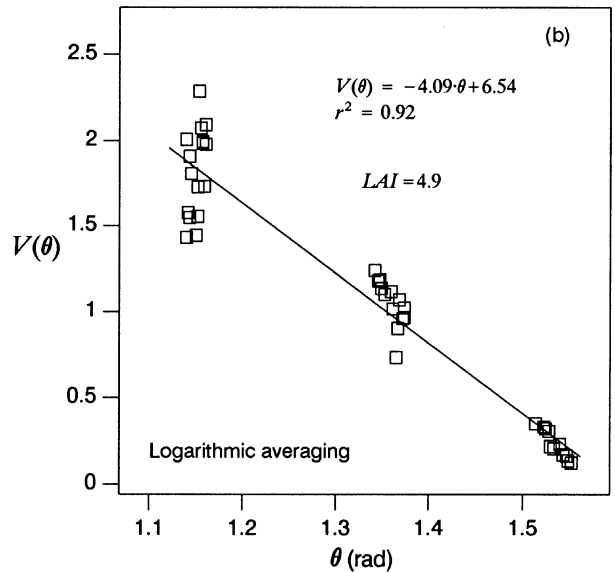 (b)
2.5
V(θ) = −4.09·θ+6.54
r² = 0.92
2
LAI=4.9
1.5
V(θ)
1
0.5
Logarithmic averaging
0
1.1 1.2 1.3 1.4 1.5
θ (rad)